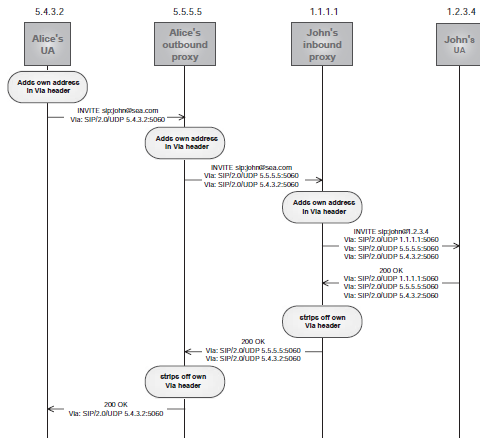 5.4.3.2
5.5.5.5
1.1.1.1
1.2.3.4
Alice's
UA
Alice's
outbound
proxy
John's
inbound
proxy
John's
UA
Adds own address
in Via header
INVITE sip:john@sea.com
Via: SIP/2.0/UDP 5.4.3.2:5060
Adds own address
in Via header
INVITE sip:john@sea.com
Via: SIP/2.0/UDP 5.5.5.5:5060
Via: SIP/2.0/UDP 5.4.3.2:5060
Adds own address
in Via header
INVITE sip:john@1.2.3.4
Via: SIP/2.0/UDP 1.1.1.1:5060
Via: SIP/2.0/UDP 5.5.5.5:5060
Via: SIP/2.0/UDP 5.4.3.2:5060
200 OK
Via: SIP/2.0/UDP 1.1.1.1:5060
Via: SIP/2.0/UDP 5.5.5.5:5060
Via: SIP/2.0/UDP 5.4.3.2:5060
strips off own
Via header
200 OK
Via: SIP/2.0/UDP 5.5.5.5:5060
Via: SIP/2.0/UDP 5.4.3.2:5060
strips off own
Via header
200 OK
Via: SIP/2.0/UDP 5.4.3.2:5060